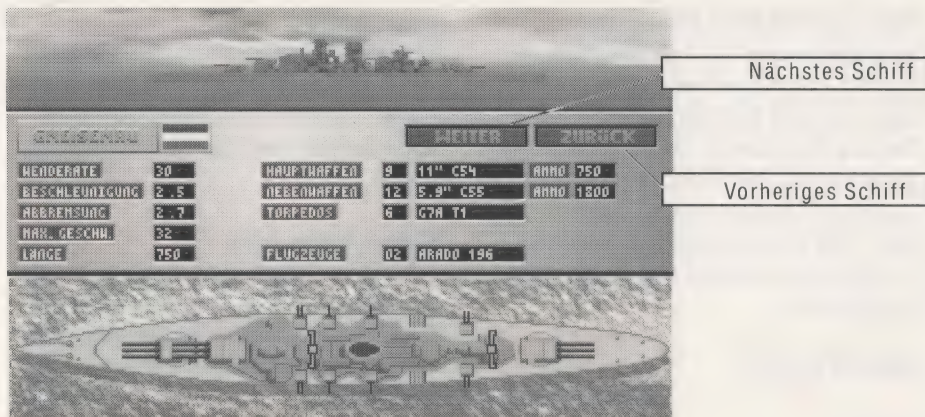 Nächstes Schiff
GNEISENAU WEITER ZURÜCK
WENDERATE 30 HAUPTWAFFEN 9 11" C54 AMMO 750
BESCHLEUNIGUNG 2.5 NEBENWAFFEN 12 5.9" C55 AMMO 1800
Vorheriges Schiff
ABBREMSUNG 2.7 TORPEDOS 6 G7A T1
MAX. GESCHW. 32
LÄNGE 750 FLUGZEUGE 02 ARADO 196